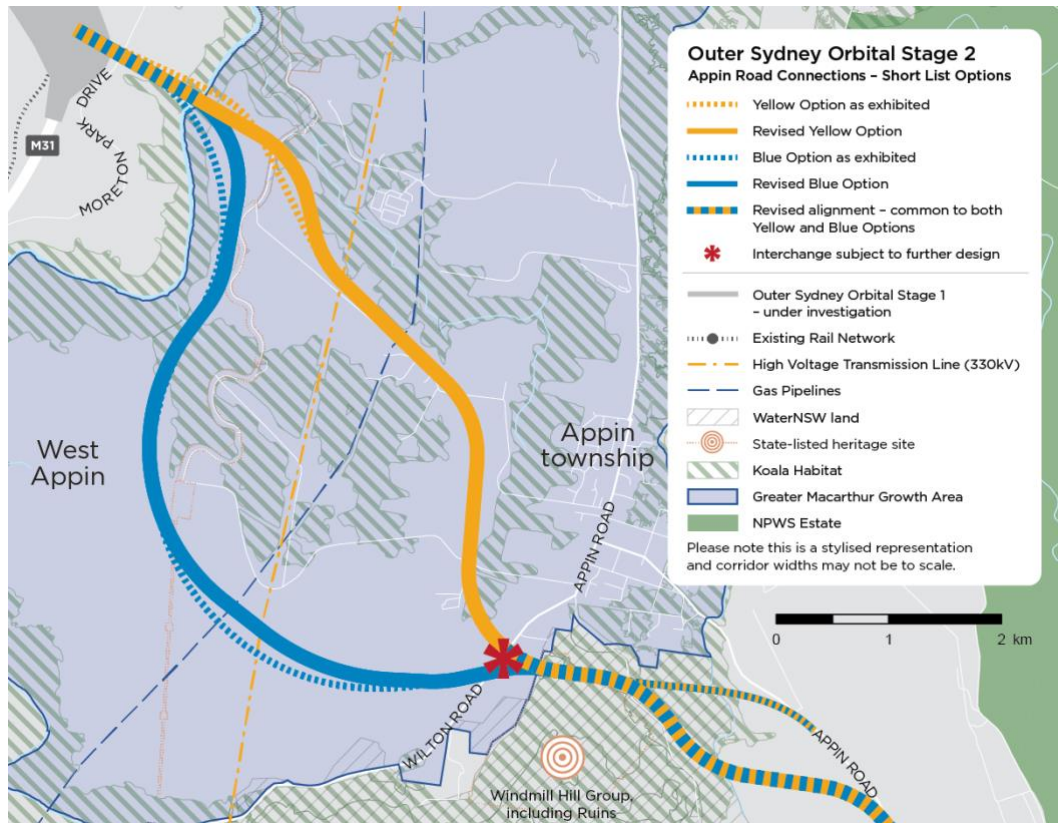 Outer Sydney Orbital Stage 2
Appin Road Connections – Short List Options
Yellow Option as exhibited
Revised Yellow Option
Blue Option as exhibited
Revised Blue Option
Revised alignment – common to both
Yellow and Blue Options
Interchange subject to further design
Outer Sydney Orbital Stage 1
– under investigation
Existing Rail Network
High Voltage Transmission Line (330kV)
Gas Pipelines
WaterNSW land
State-listed heritage site
Koala Habitat
Greater Macarthur Growth Area
NPWS Estate
Please note this is a stylised representation
and corridor widths may not be to scale.
0 1 2 km
M31
MORETON PARK DRIVE
West
Appin
Appin
township
APPIN ROAD
WILTON ROAD
APPIN ROAD
Windmill Hill Group,
including Ruins